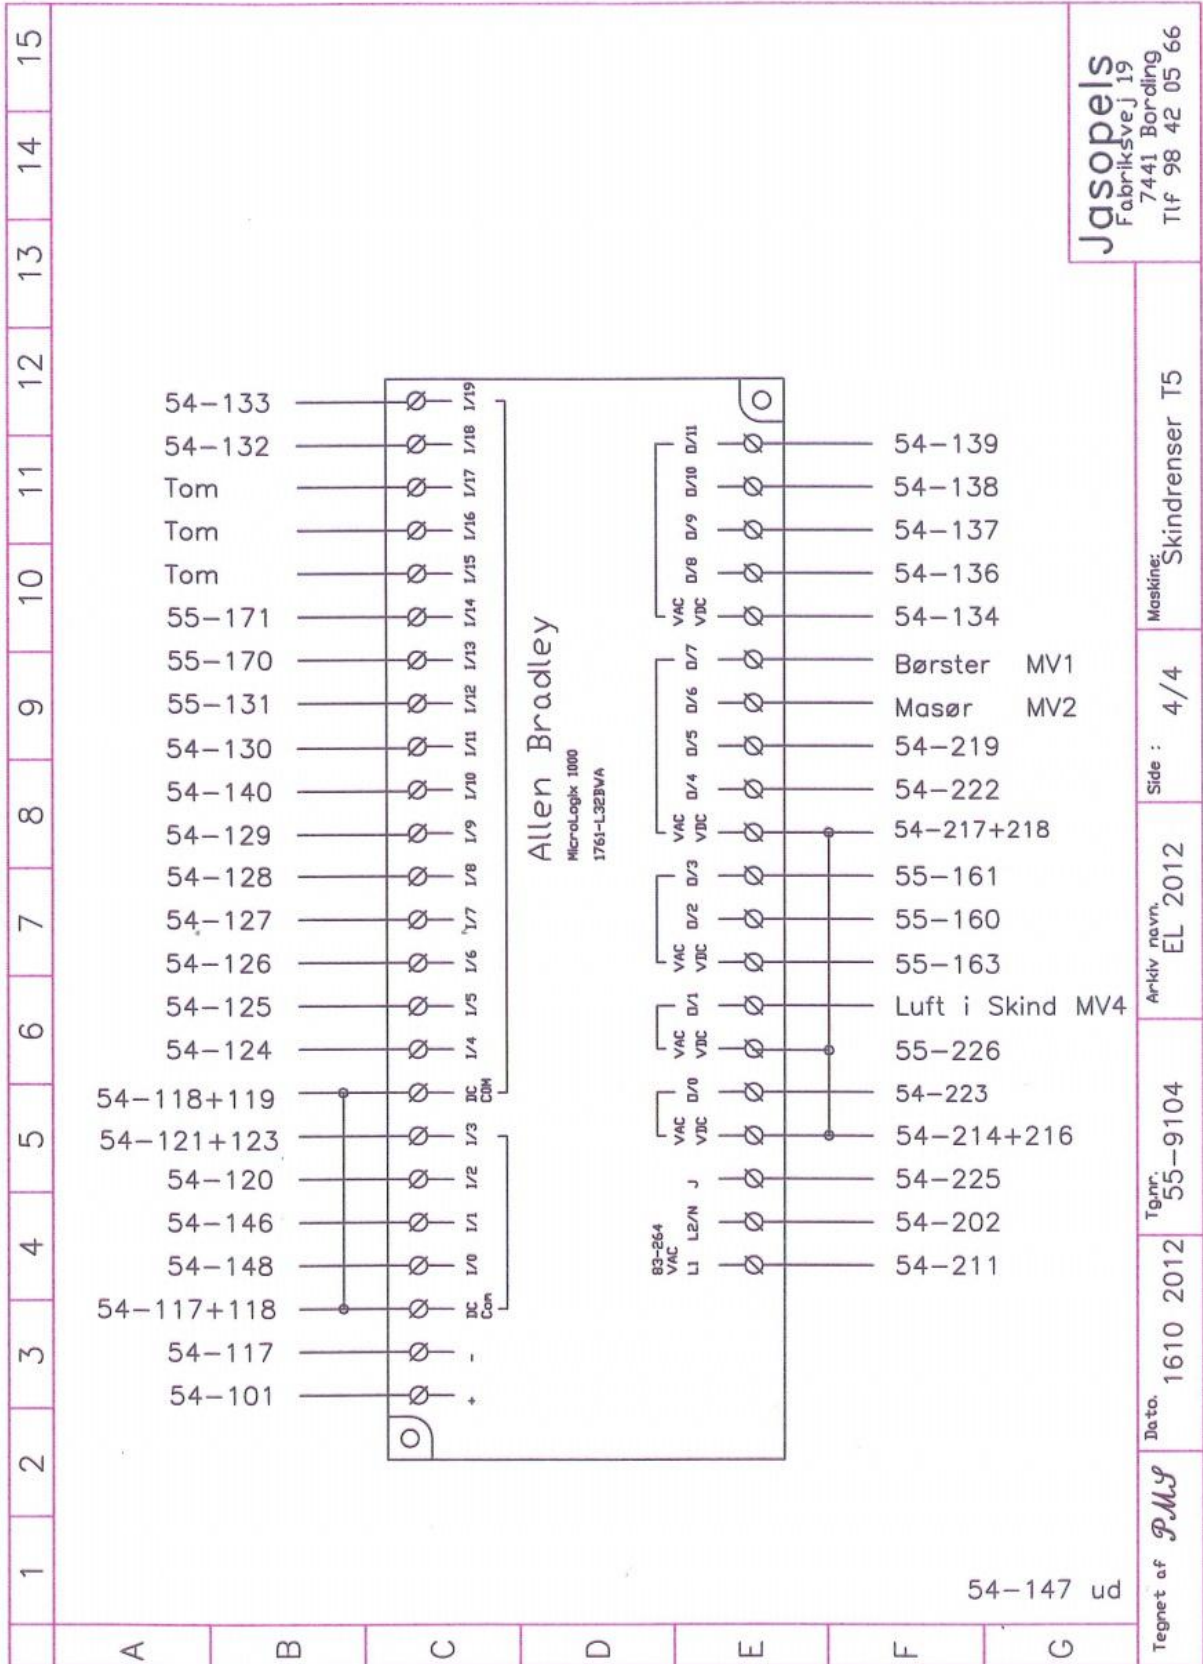 15
14
13
12
11
10
9
8
7
6
5
4
3
2
1
A
B
C
D
E
F
G
54-133
54-132
Tom
Tom
Tom
55-171
55-170
55-131
54-130
54-140
54-129
54-128
54-127
54-126
54-125
54-124
54-118+119
54-121+123
54-120
54-146
54-148
54-117+118
54-117
54-101
I/19
I/18
I/17
I/16
I/15
I/14
I/13
I/12
I/11
I/10
I/9
I/8
I/7
I/6
I/5
I/4
DC COM
I/3
I/2
I/1
I/0
DC Com
-
+
Allen Bradley
MicroLogix 1000
1761-L32BWA
O/11
O/10
O/9
O/8
VAC VDC
O/7
O/6
O/5
O/4
VAC VDC
O/3
O/2
VAC VDC
O/1
VAC VDC
O/0
VAC VDC
J
L2/N
83-264 VAC
L1
54-139
54-138
54-137
54-136
54-134
Børster MV1
Masør MV2
54-219
54-222
54-217+218
55-161
55-160
55-163
Luft i Skind MV4
55-226
54-223
54-214+216
54-225
54-202
54-211
54-147 ud
Tegnet af PMS
Dato. 1610 2012
Tg.nr. 55-9104
Arkiv navn. EL 2012
Side : 4/4
Maskine: Skindrenser T5
Jasopels
Fabriksvej 19
7441 Bording
Tlf 98 42 05 66